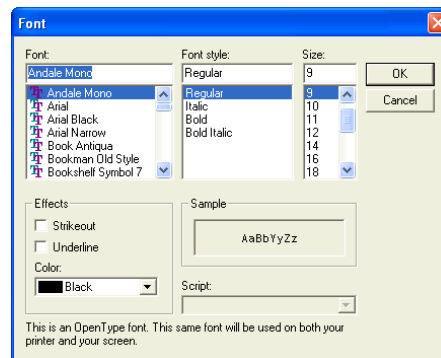 Font
Font: Font style: Size:
Andale Mono Regular 9 OK
Andale Mono Regular 9 Cancel
Arial Italic 10
Arial Black Bold 11
Arial Narrow Bold Italic 12
Book Antiqua 14
Bookman Old Style 16
Bookshelf Symbol 7 18
Effects Sample
Strikeout
Underline AaBbYyZz
Color:
Black Script:
This is an OpenType font. This same font will be used on both your
printer and your screen.